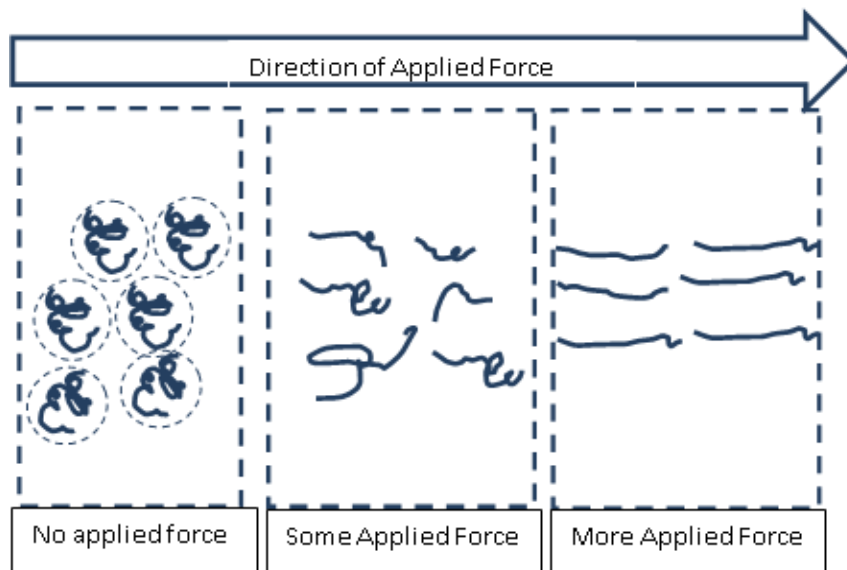 Direction of Applied Force
No applied force
Some Applied Force
More Applied Force